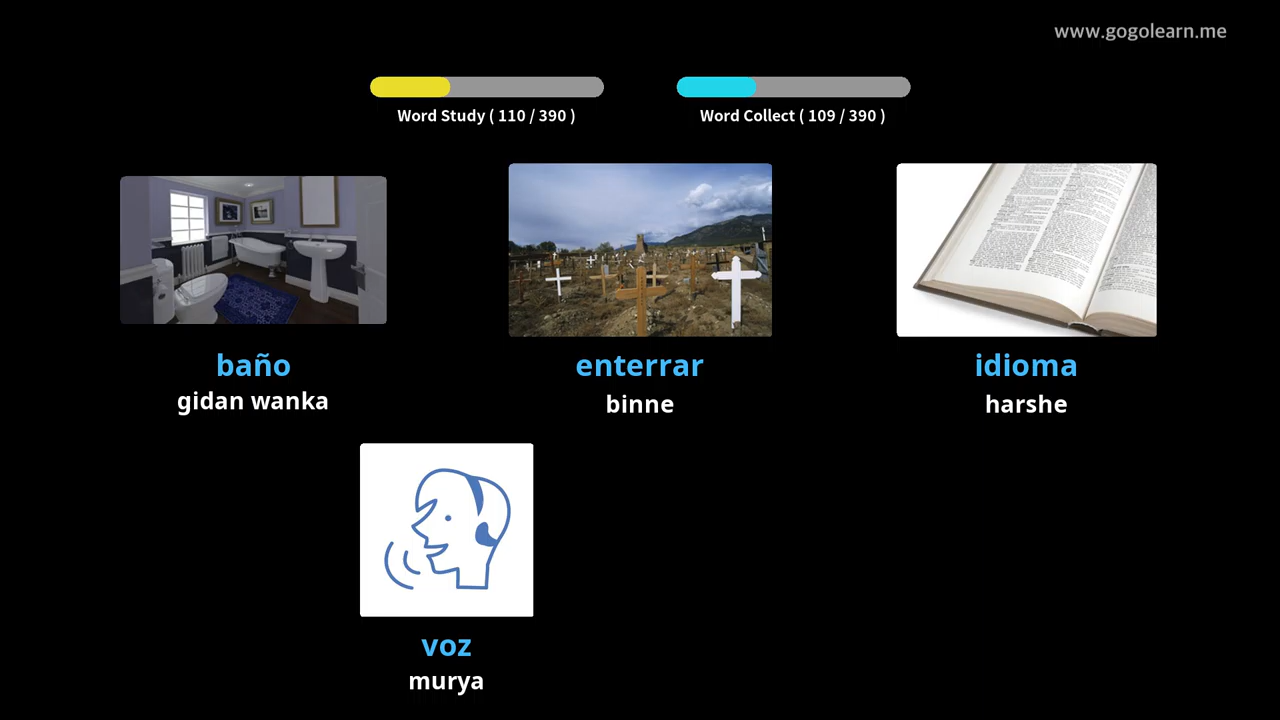 www.gogolearn.me
Word Study ( 110 / 390 )
Word Collect ( 109 / 390 )
baño
gidan wanka
enterrar
binne
idioma
harshe
voz
murya